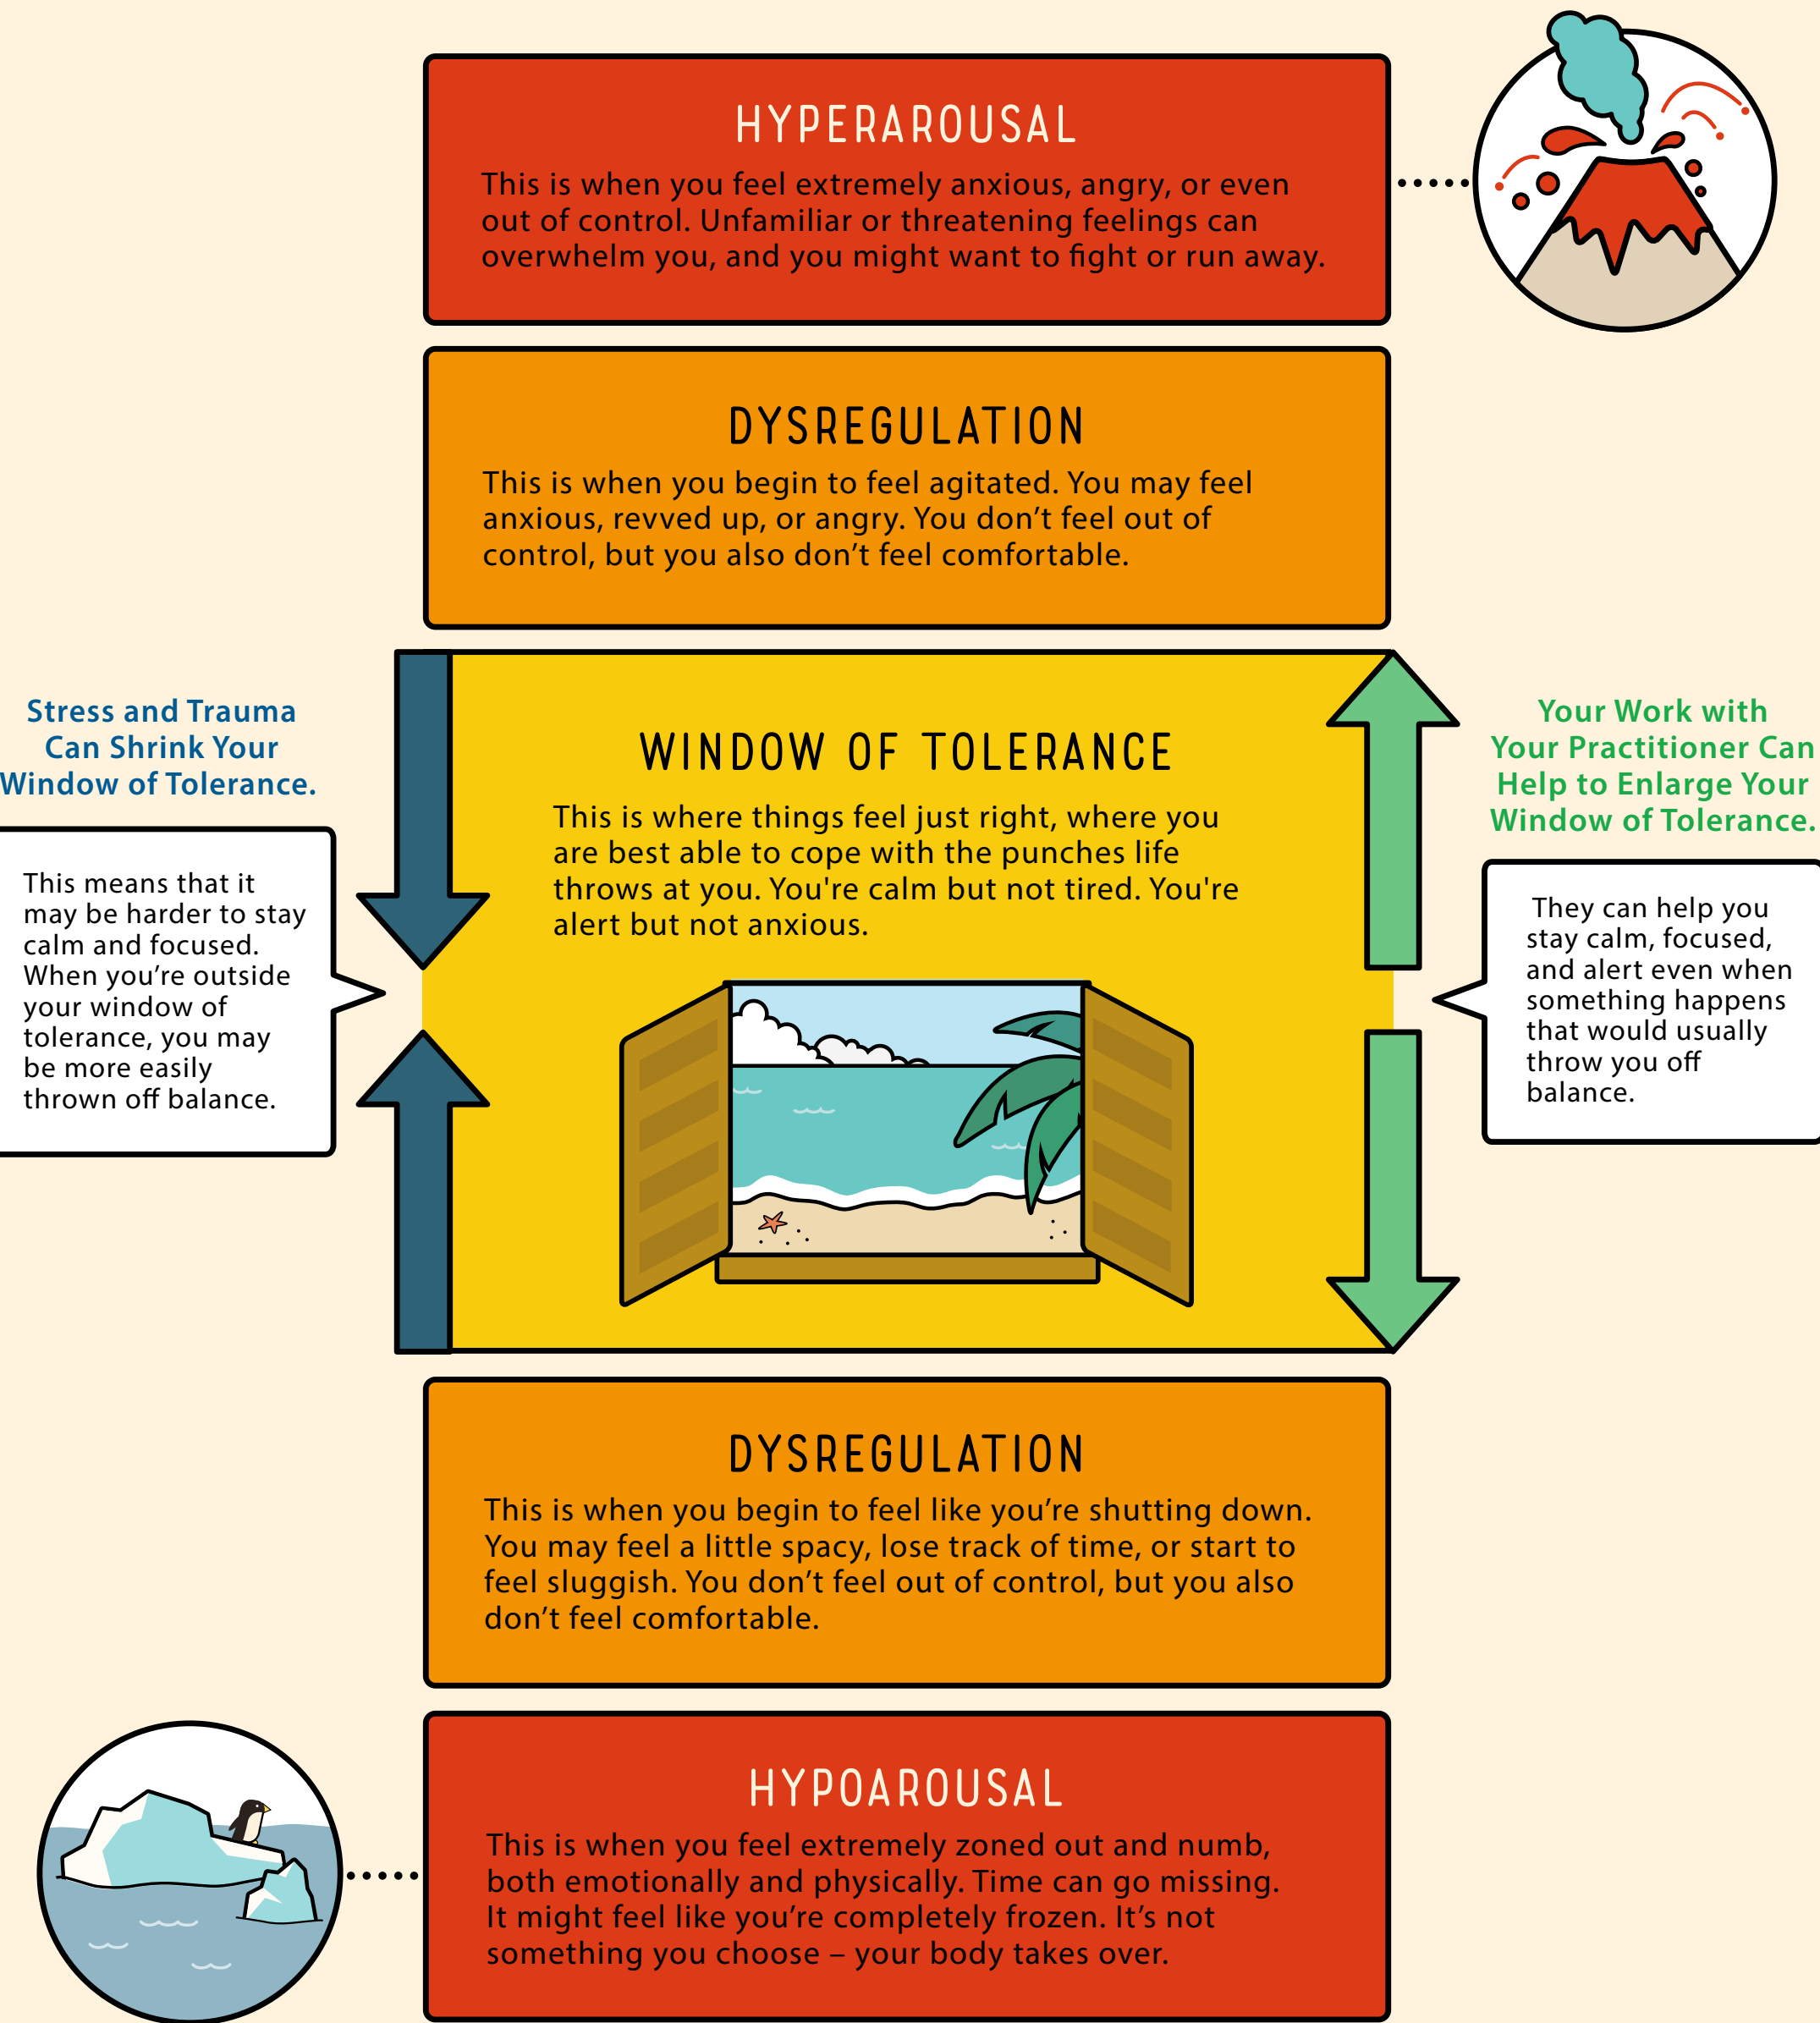 HYPERAROUSAL
This is when you feel extremely anxious, angry, or even
out of control. Unfamiliar or threatening feelings can
overwhelm you, and you might want to fight or run away.
DYSREGULATION
This is when you begin to feel agitated. You may feel
anxious, revved up, or angry. You don’t feel out of
control, but you also don’t feel comfortable.
Stress and Trauma
Can Shrink Your
Window of Tolerance.
This means that it
may be harder to stay
calm and focused.
When you’re outside
your window of
tolerance, you may
be more easily
thrown off balance.
WINDOW OF TOLERANCE
This is where things feel just right, where you
are best able to cope with the punches life
throws at you. You're calm but not tired. You're
alert but not anxious.
Your Work with
Your Practitioner Can
Help to Enlarge Your
Window of Tolerance.
They can help you
stay calm, focused,
and alert even when
something happens
that would usually
throw you off
balance.
DYSREGULATION
This is when you begin to feel like you’re shutting down.
You may feel a little spacy, lose track of time, or start to
feel sluggish. You don’t feel out of control, but you also
don’t feel comfortable.
HYPOAROUSAL
This is when you feel extremely zoned out and numb,
both emotionally and physically. Time can go missing.
It might feel like you’re completely frozen. It’s not
something you choose – your body takes over.